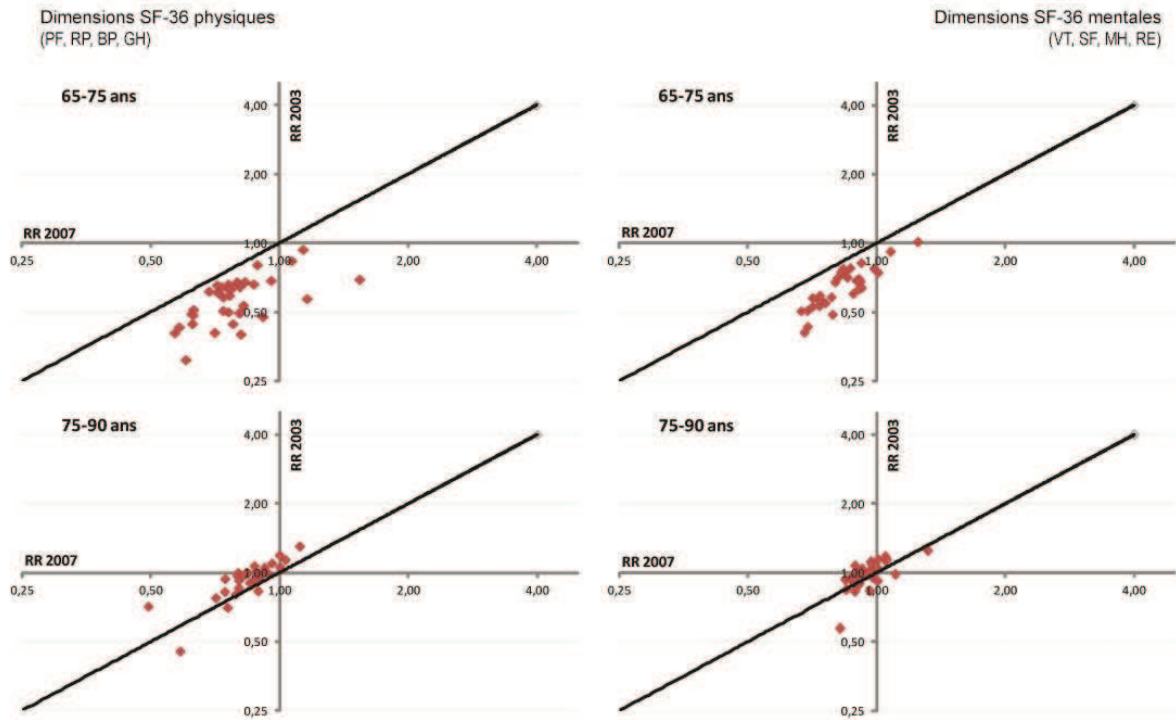 Dimensions SF-36 physiques
(PF, RP, BP, GH)
Dimensions SF-36 mentales
(VT, SF, MH, RE)
65-75 ans
4,00
RR 2003
2,00
RR 2007
1,00
0,25
0,50
1,00
2,00
4,00
0,50
0,25
65-75 ans
4,00
RR 2003
2,00
RR 2007
1,00
0,25
0,50
1,00
2,00
4,00
0,50
0,25
75-90 ans
4,00
RR 2003
2,00
RR 2007
1,00
0,25
0,50
1,00
2,00
4,00
0,50
0,25
75-90 ans
4,00
RR 2003
2,00
RR 2007
1,00
0,25
0,50
1,00
2,00
4,00
0,50
0,25